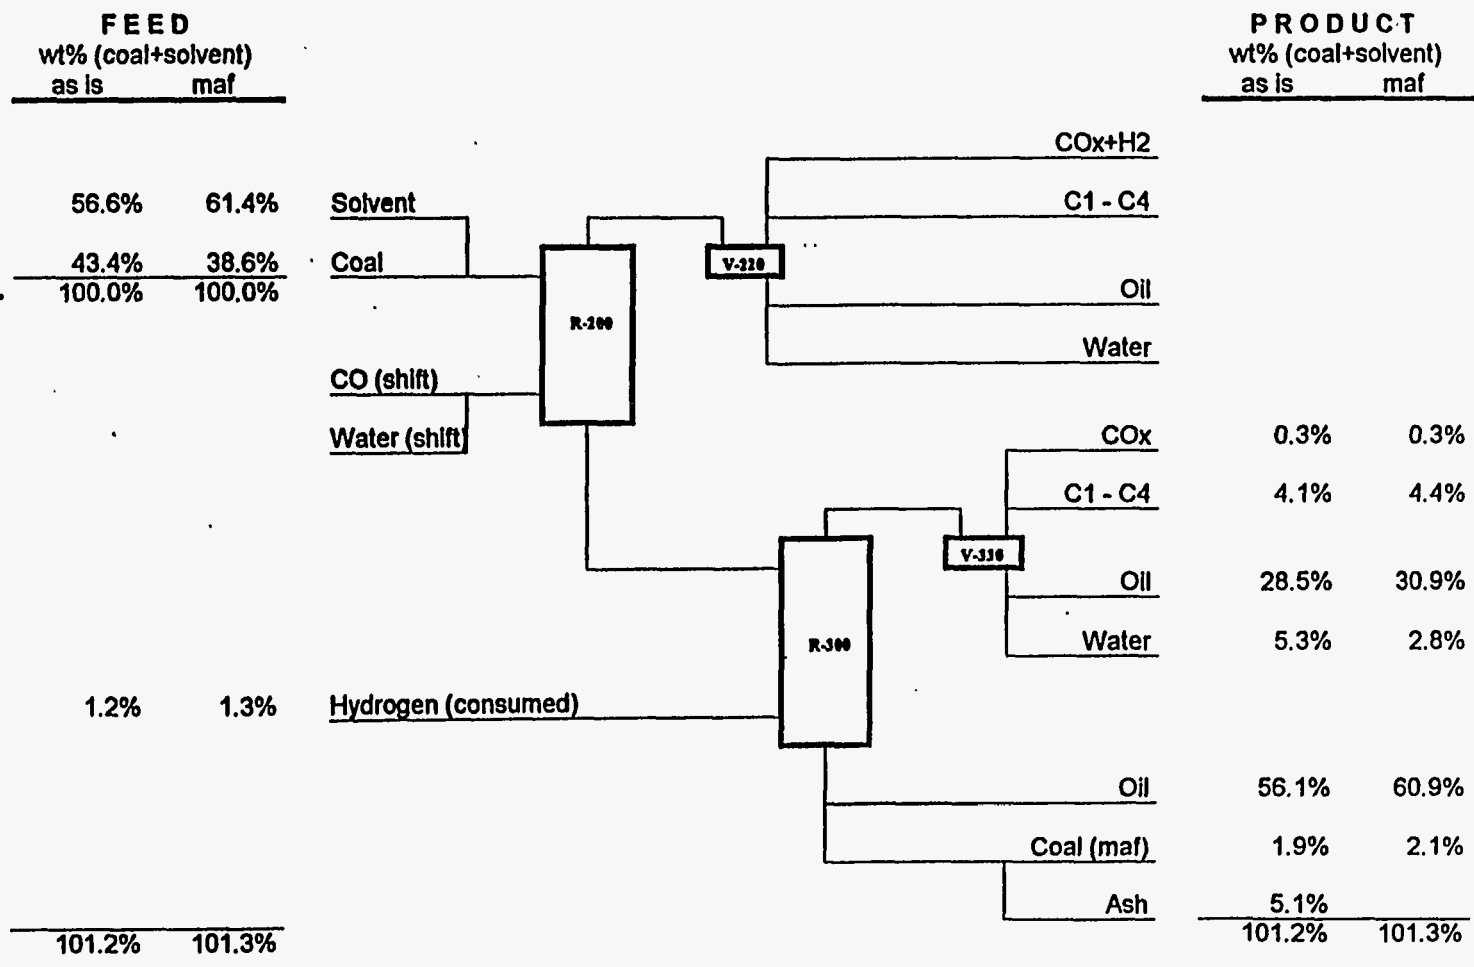 FEED
wt% (coal+solvent)
as is maf
PRODUCT
wt% (coal+solvent)
as is maf
COx+H2
56.6% 61.4% Solvent
C1 - C4
43.4% 38.6% Coal
V-220
100.0% 100.0%
Oil
R-200
Water
CO (shift)
Water (shift)
COx 0.3% 0.3%
C1 - C4 4.1% 4.4%
V-330
Oil 28.5% 30.9%
R-300
Water 5.3% 2.8%
1.2% 1.3% Hydrogen (consumed)
Oil 56.1% 60.9%
Coal (maf) 1.9% 2.1%
Ash 5.1%
101.2% 101.3%
101.2% 101.3%